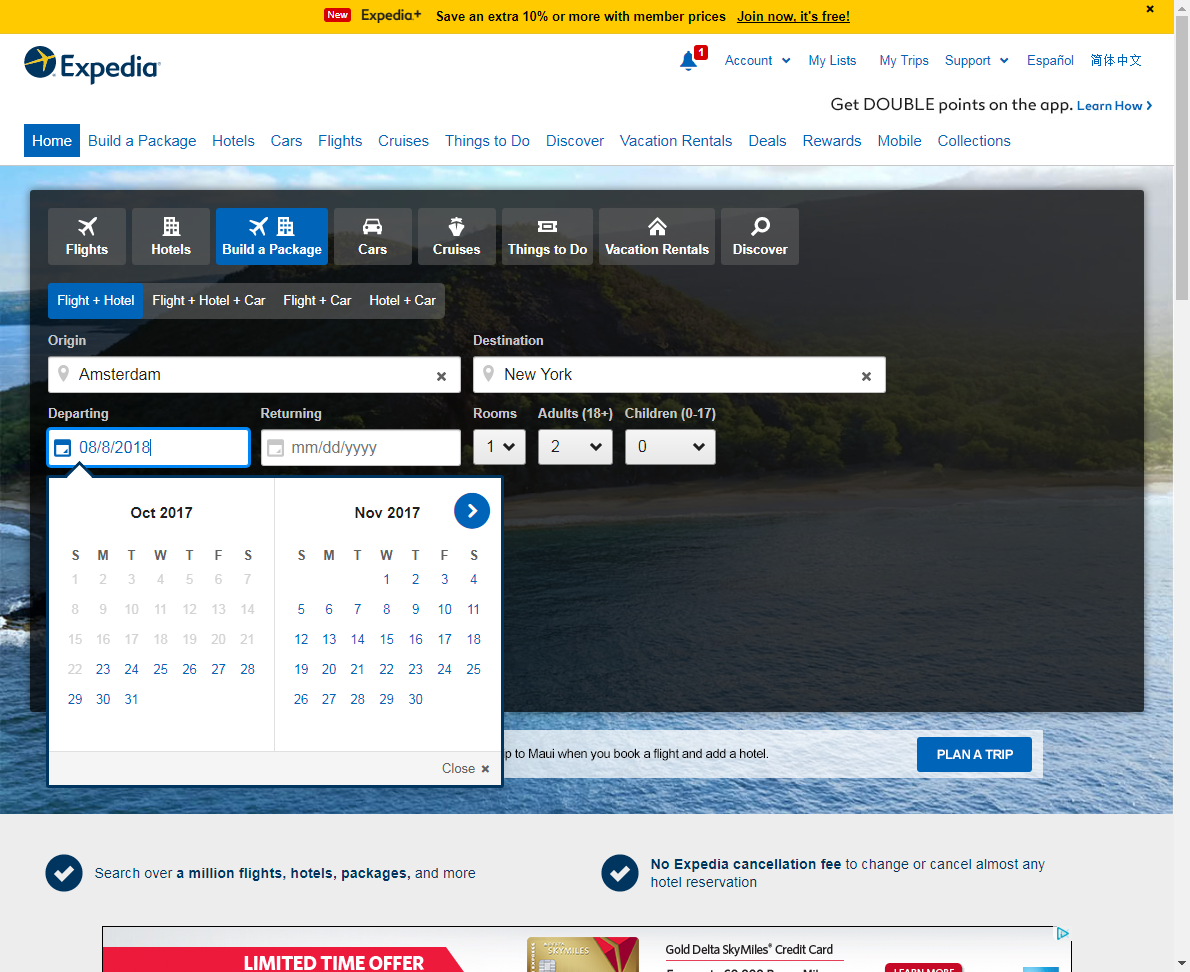 New Expedia+ Save an extra 10% or more with member prices Join now, it's free!
Expedia
1 Account My Lists My Trips Support Español 简体中文
Get DOUBLE points on the app. Learn How
Home Build a Package Hotels Cars Flights Cruises Things to Do Discover Vacation Rentals Deals Rewards Mobile Collections
Flights Hotels Build a Package Cars Cruises Things to Do Vacation Rentals Discover
Flight + Hotel Flight + Hotel + Car Flight + Car Hotel + Car
Origin Destination
Amsterdam New York
Departing Returning Rooms Adults (18+) Children (0-17)
08/8/2018 mm/dd/yyyy 1 2 0
Oct 2017 Nov 2017
S M T W T F S S M T W T F S
1 2 3 4 5 6 7 1 2 3 4
8 9 10 11 12 13 14 5 6 7 8 9 10 11
15 16 17 18 19 20 21 12 13 14 15 16 17 18
22 23 24 25 26 27 28 19 20 21 22 23 24 25
29 30 31 26 27 28 29 30
p to Maui when you book a flight and add a hotel. PLAN A TRIP
Close
Search over a million flights, hotels, packages, and more
No Expedia cancellation fee to change or cancel almost any
hotel reservation
Gold Delta SkyMiles® Credit Card
LIMITED TIME OFFER
SKYMILES
LEARN MORE